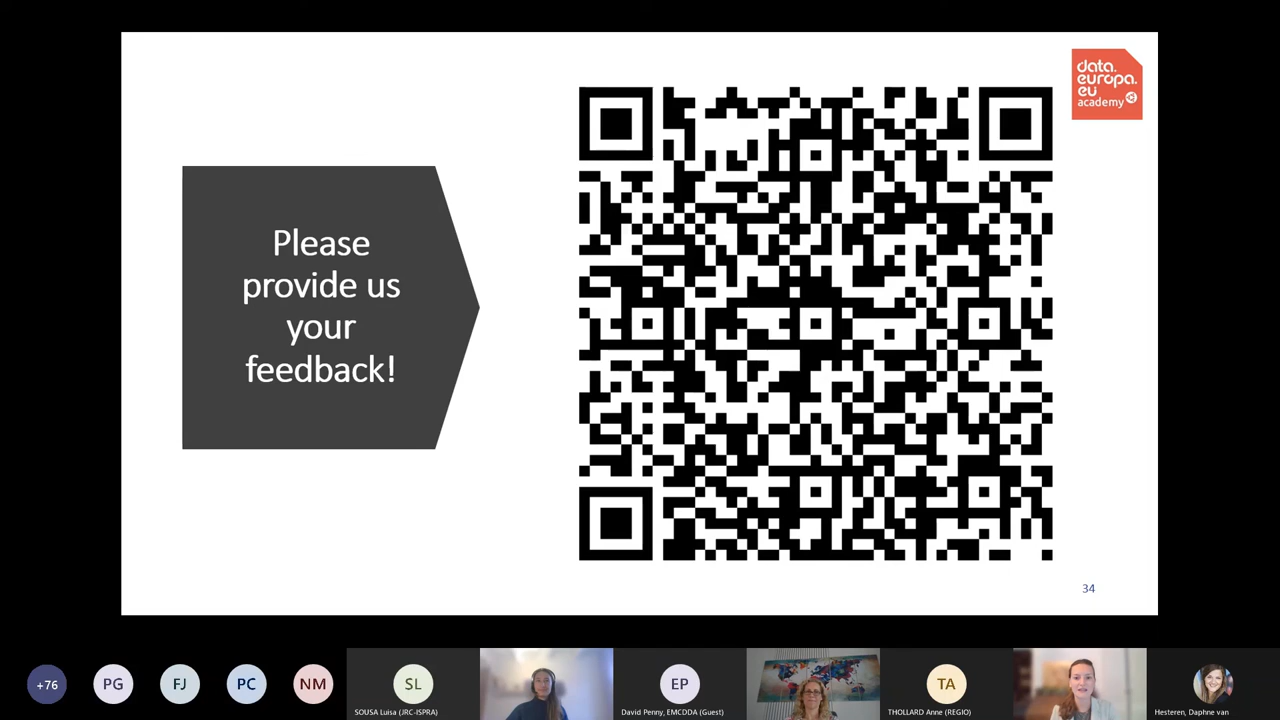 data.
europa.
eu
academy
Please
provide us
your
feedback!
34
+76
PG
FJ
PC
NM
SL
SOUSA Luisa (JRC-ISPRA)
EP
David Penny, EMCDDA (Guest)
TA
THOLLARD Anne (REGIO)
Hesteren, Daphne van